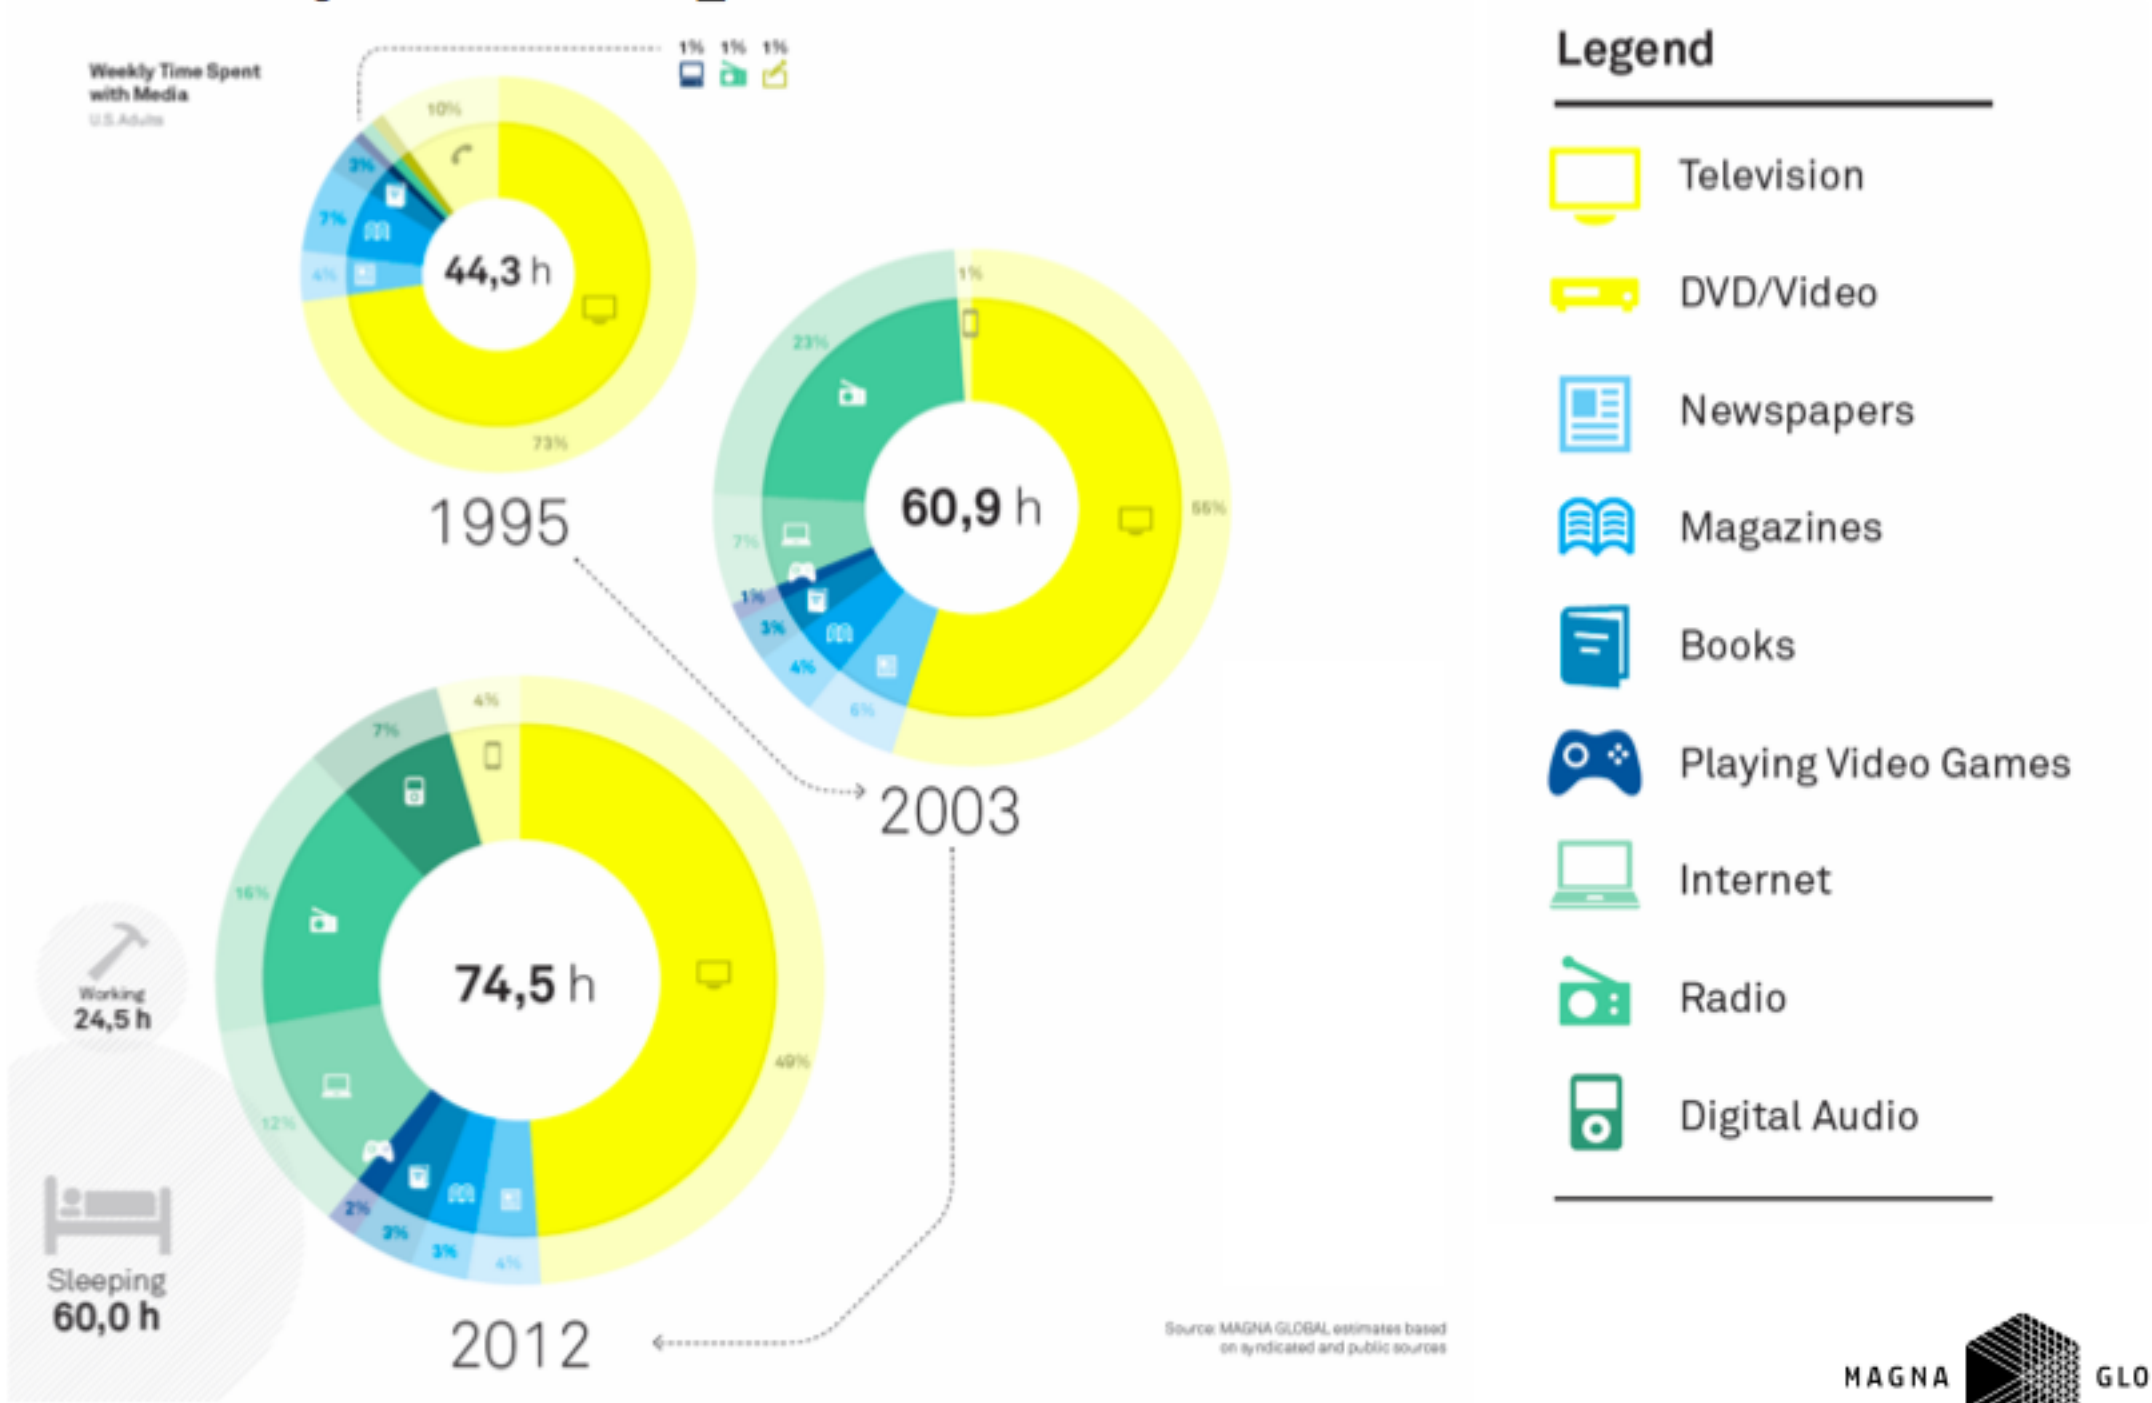 Weekly Time Spent
with Media
U.S. Adults
1% 1% 1%
10%
3%
7%
4%
44,3 h
73%
1995
1%
23%
60,9 h
55%
7%
1%
3%
4%
6%
2003
4%
7%
16%
74,5 h
49%
12%
2%
3%
3%
4%
2012
Working
24,5 h
Sleeping
60,0 h
Source: MAGNA GLOBAL estimates based
on syndicated and public sources
Legend
Television
DVD/Video
Newspapers
Magazines
Books
Playing Video Games
Internet
Radio
Digital Audio
MAGNA GLO